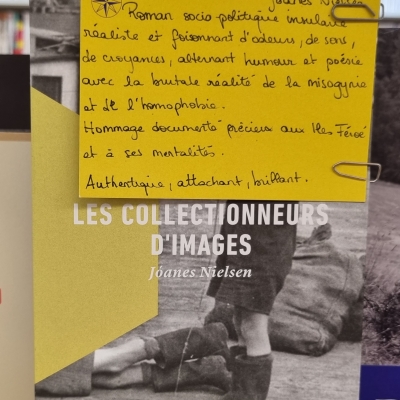 Jóanes Nielsen
Roman socio-politique insulaire
réaliste et foisonnant d'odeurs, de sons,
de croyances, alternant humour et poésie
avec la brutale réalité de la misogynie
et de l'homophobie.
Hommage documenté précieux aux Iles Féroé
et à ses mentalités.
Authentique, attachant, brillant.
LES COLLECTIONNEURS
D'IMAGES
Jóanes Nielsen